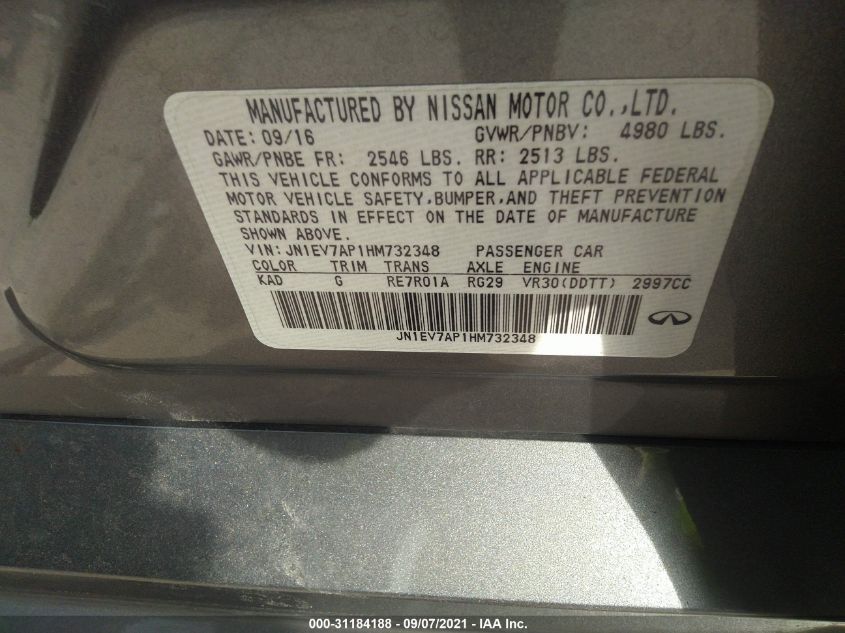 MANUFACTURED BY NISSAN MOTOR CO.,LTD.
DATE: 09/16 GVWR/PNBV: 4980 LBS.
GAWR/PNBE FR: 2546 LBS. RR: 2513 LBS.
THIS VEHICLE CONFORMS TO ALL APPLICABLE FEDERAL
MOTOR VEHICLE SAFETY,BUMPER,AND THEFT PREVENTION
STANDARDS IN EFFECT ON THE DATE OF MANUFACTURE
SHOWN ABOVE.
VIN: JN1EV7AP1HM732348 PASSENGER CAR
COLOR TRIM TRANS AXLE ENGINE
KAD G RE7R01A RG29 VR30(DDTT) 2997CC
JN1EV7AP1HM732348
000-31184188 - 09/07/2021 - IAA Inc.